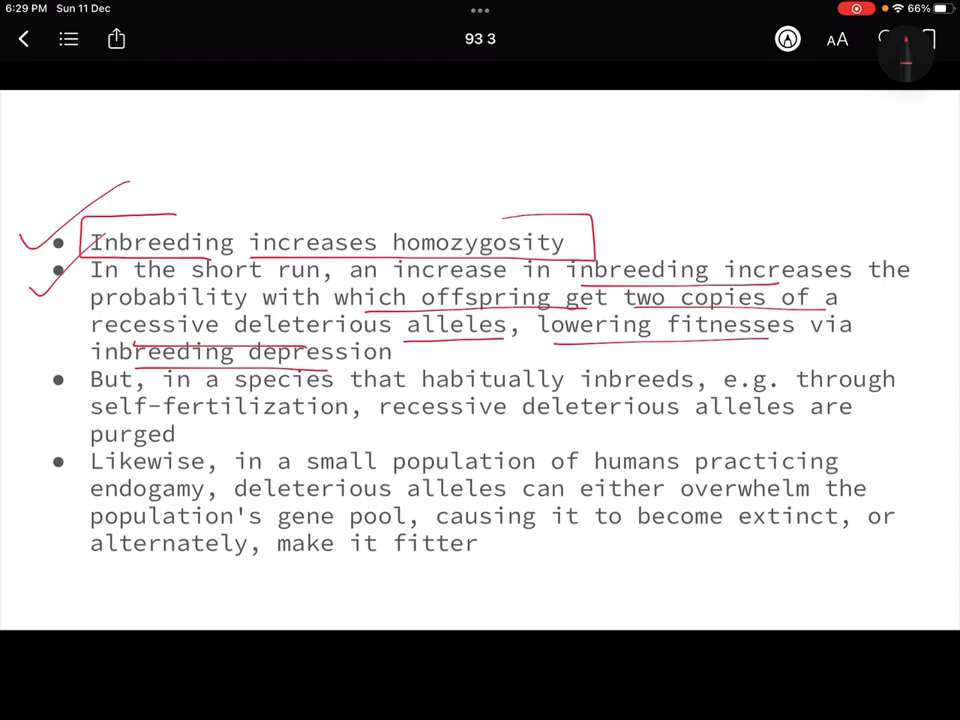 6:29 PM Sun 11 Dec
66%
93 3
AA
● Inbreeding increases homozygosity
● In the short run, an increase in inbreeding increases the
probability with which offspring get two copies of a
recessive deleterious alleles, lowering fitnesses via
inbreeding depression
● But, in a species that habitually inbreeds, e.g. through
self-fertilization, recessive deleterious alleles are
purged
● Likewise, in a small population of humans practicing
endogamy, deleterious alleles can either overwhelm the
population's gene pool, causing it to become extinct, or
alternately, make it fitter